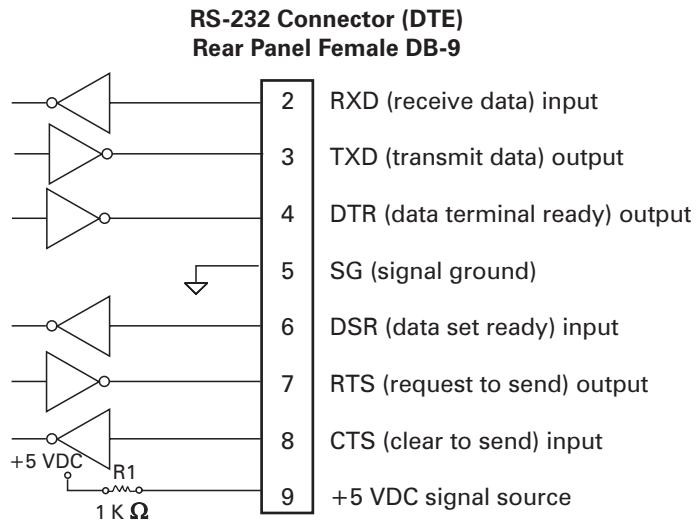 RS-232 Connector (DTE)
Rear Panel Female DB-9
2 RXD (receive data) input
3 TXD (transmit data) output
4 DTR (data terminal ready) output
5 SG (signal ground)
6 DSR (data set ready) input
7 RTS (request to send) output
8 CTS (clear to send) input
+5 VDC
R1
1 K Ω
9 +5 VDC signal source